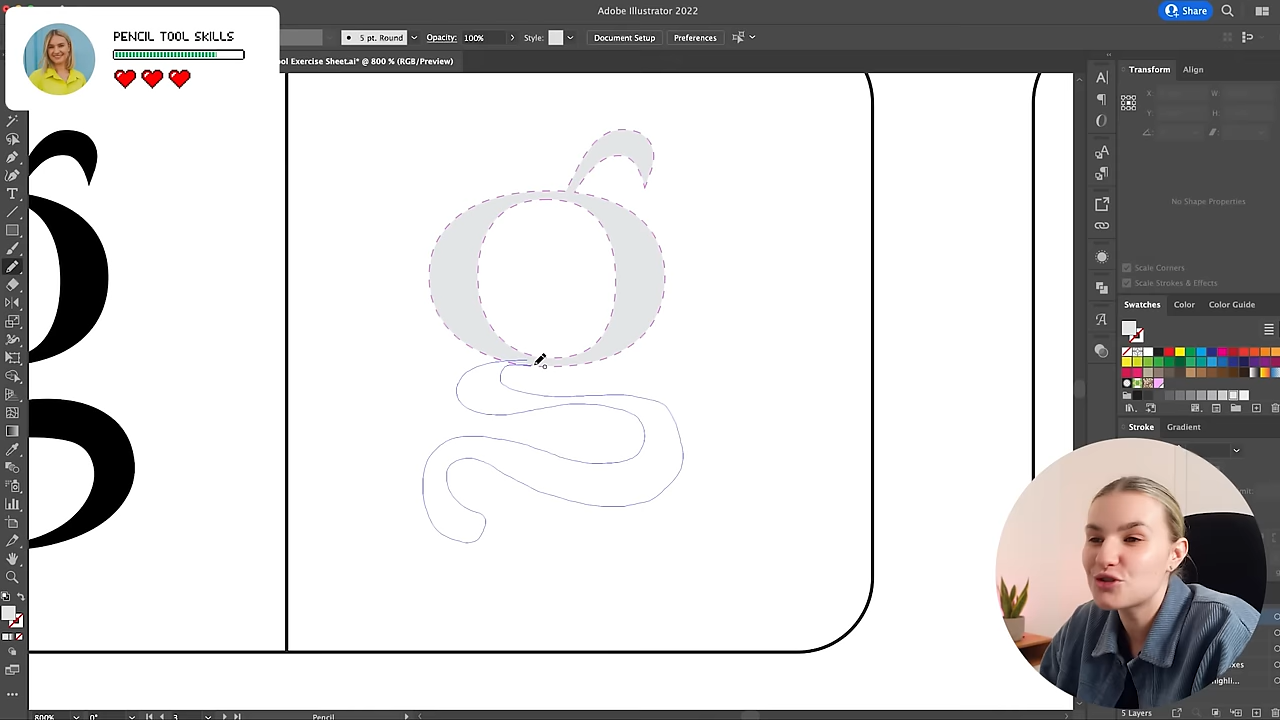 Adobe Illustrator 2022
Share
PENCIL TOOL SKILLS
5 pt. Round
Opacity:
100%
Style:
Document Setup
Preferences
ol Exercise Sheet.ai* @ 800 % (RGB/Preview)
Transform
Align
X:
W:
Y:
H:
No Shape Properties
Scale Corners
Scale Strokes & Effects
Swatches
Color
Color Guide
Stroke
Gradient
g
800%
0°
3
Pencil
5 Layers